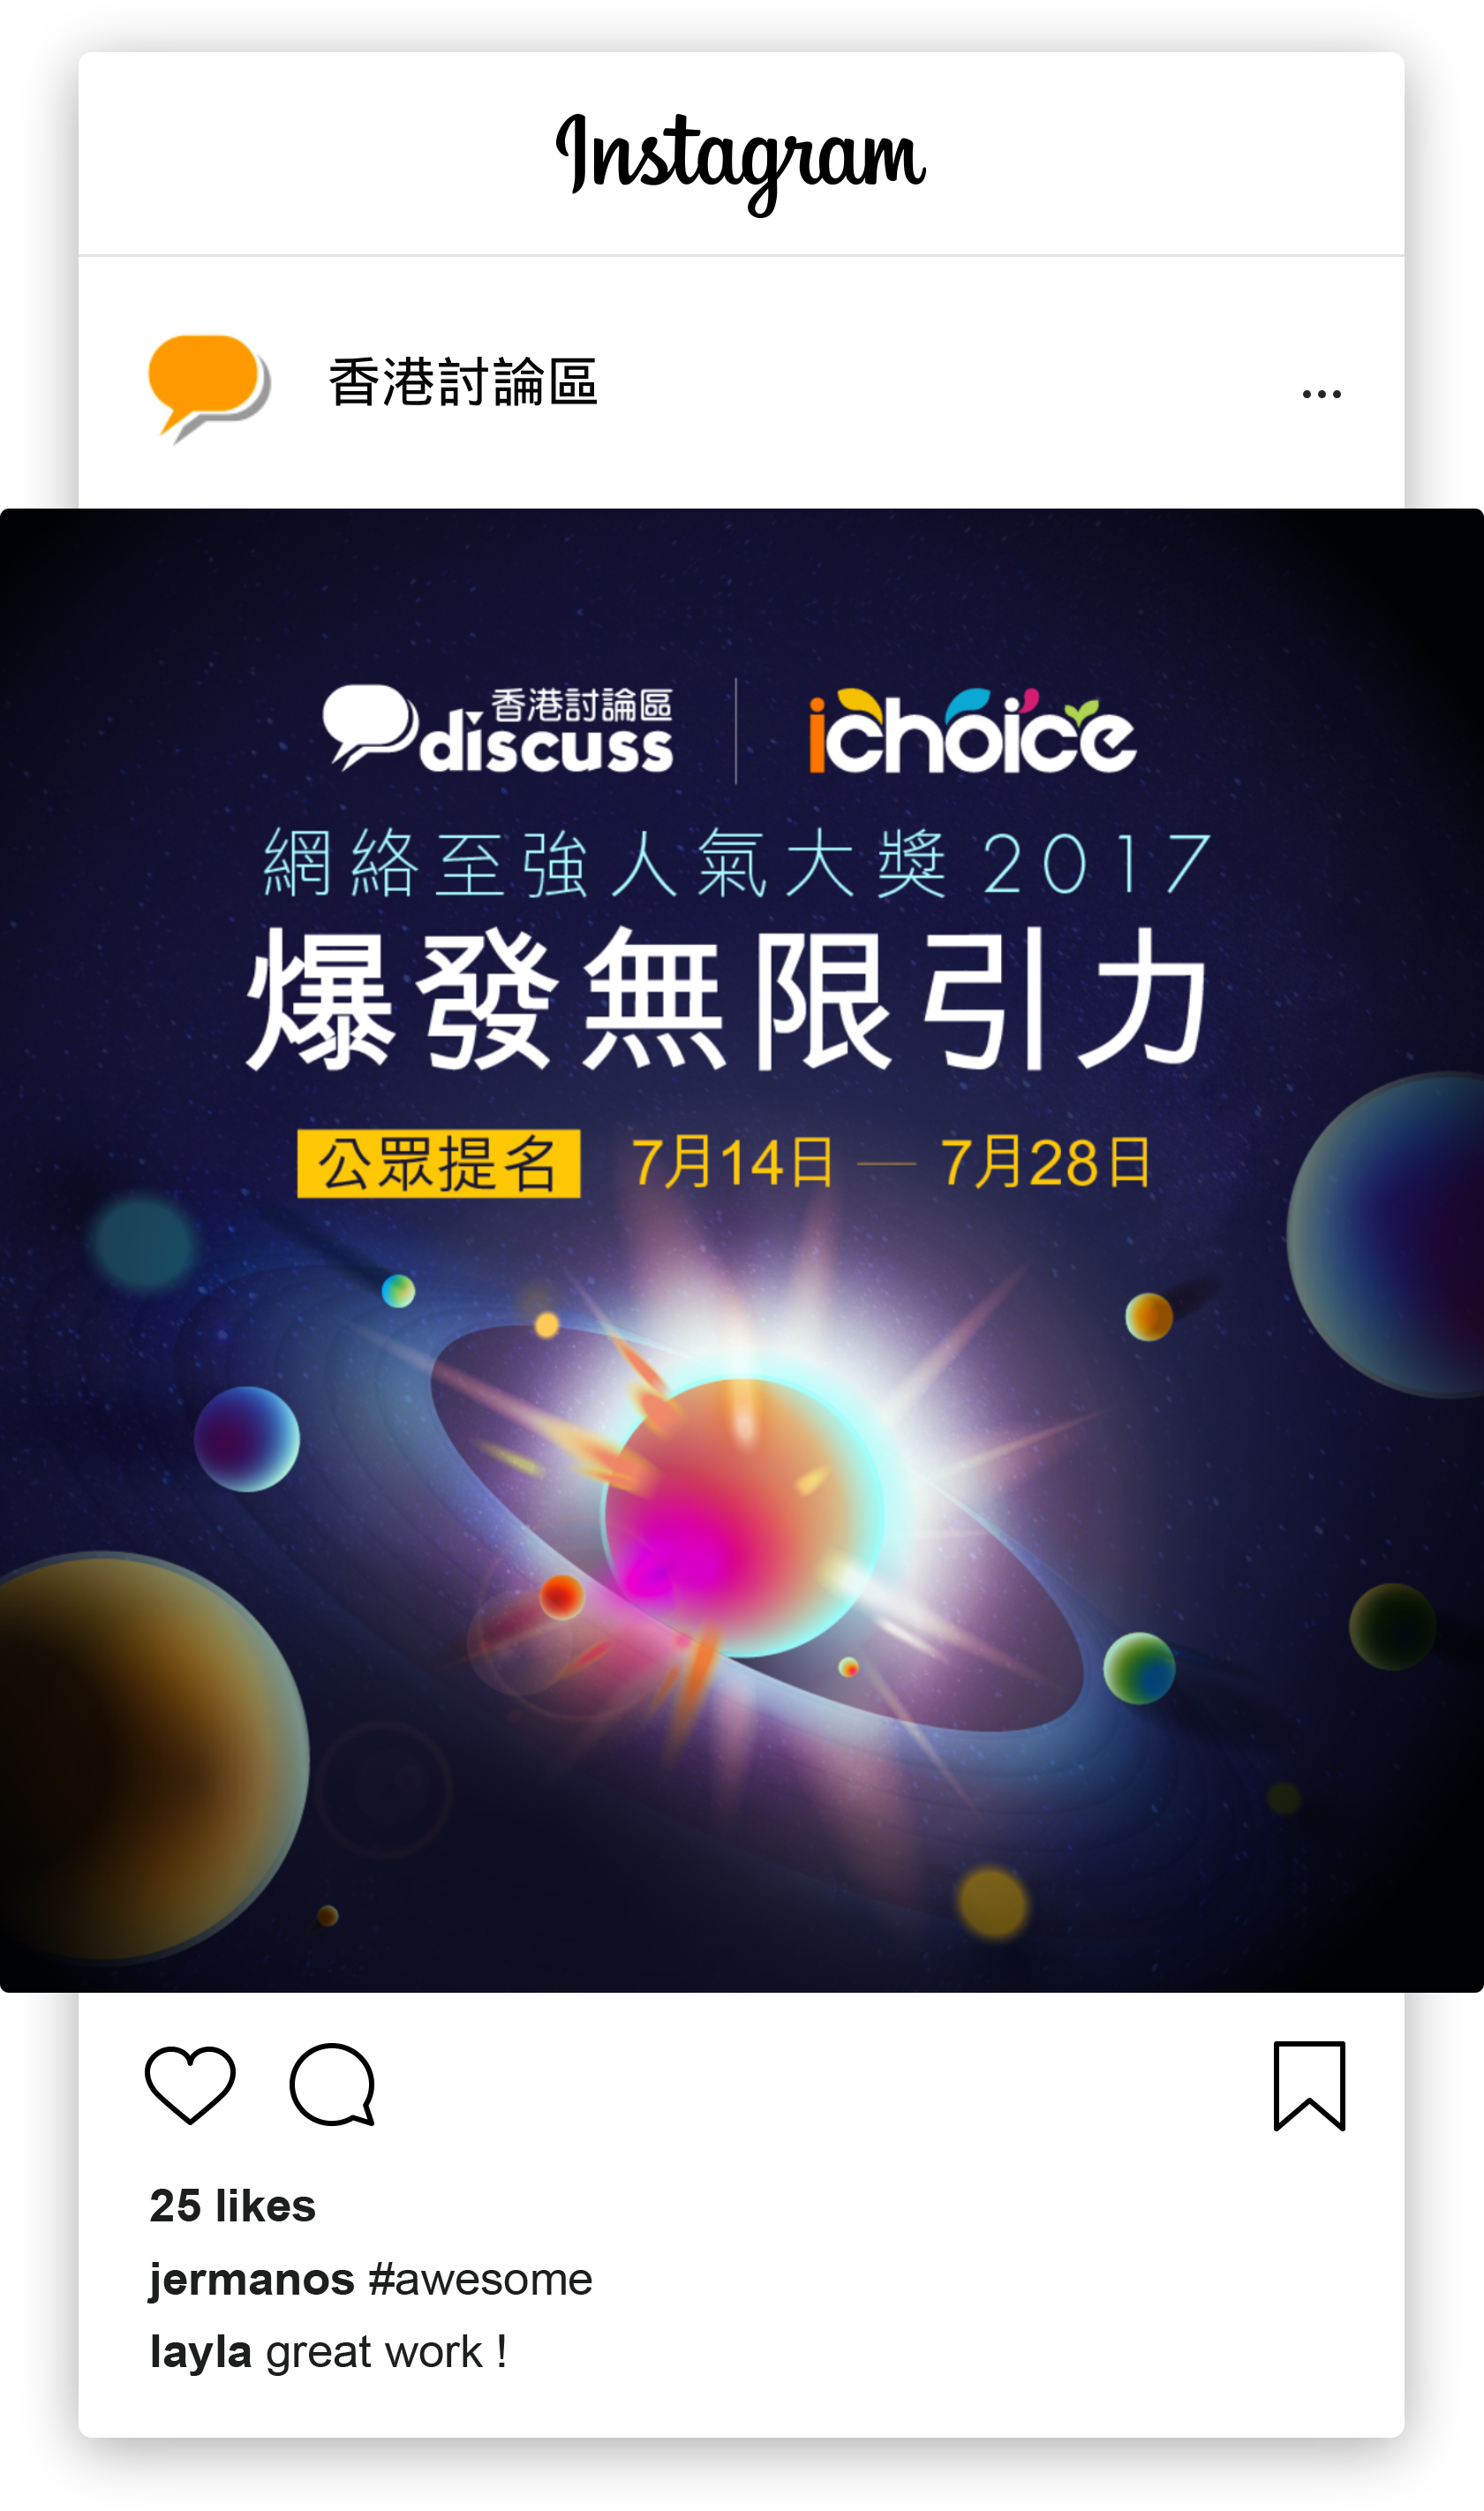 Instagram
香港討論區
香港討論區
discuss
ichoice
網絡至強人氣大獎 2017
爆發無限引力
公眾提名 7月14日 — 7月28日
25 likes
jermanos #awesome
layla great work !